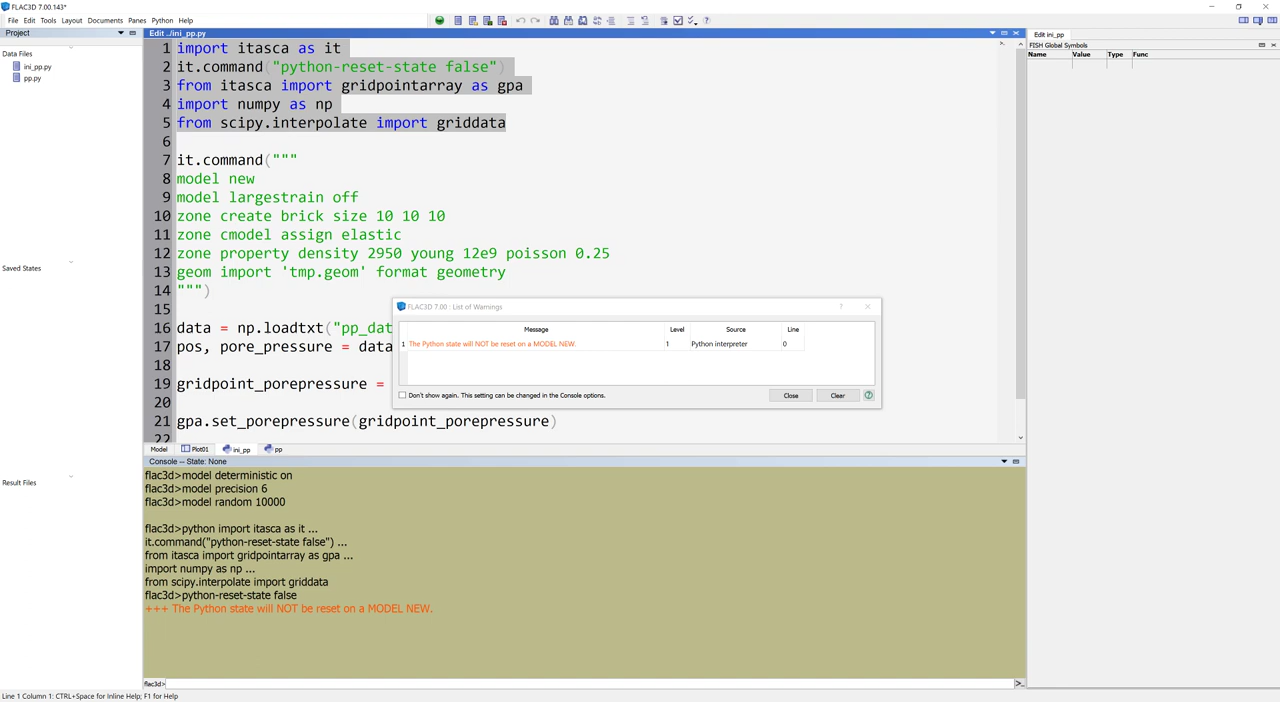 FLAC3D 7.00.143*
File Edit Tools Layout Documents Panes Python Help
Project
Data Files
ini_pp.py
pp.py
Saved States
Result Files
Edit ../ini_pp.py
1 import itasca as it
2 it.command("python-reset-state false")
3 from itasca import gridpointarray as gpa
4 import numpy as np
5 from scipy.interpolate import griddata
6
7 it.command("""
8 model new
9 model largestrain off
10 zone create brick size 10 10 10
11 zone cmodel assign elastic
12 zone property density 2950 young 12e9 poisson 0.25
13 geom import 'tmp.geom' format geometry
14 """)
15
16 data = np.loadtxt("pp_dat
17 pos, pore_pressure = data
18
19 gridpoint_porepressure =
20
21 gpa.set_porepressure(gridpoint_porepressure)
22
FLAC3D 7.00 : List of Warnings
Message Level Source Line
1 The Python state will NOT be reset on a MODEL NEW. 1 Python interpreter 0
Don't show again. This setting can be changed in the Console options.
Close Clear
Model Plot01 ini_pp pp
Console -- State: None
flac3d>model deterministic on
flac3d>model precision 6
flac3d>model random 10000
flac3d>python import itasca as it ...
it.command("python-reset-state false") ...
from itasca import gridpointarray as gpa ...
import numpy as np ...
from scipy.interpolate import griddata
flac3d>python-reset-state false
+++ The Python state will NOT be reset on a MODEL NEW.
flac3d>
Edit ini_pp
FISH Global Symbols
Name Value Type Func
Line 1 Column 1: CTRL+Space for Inline Help; F1 for Help